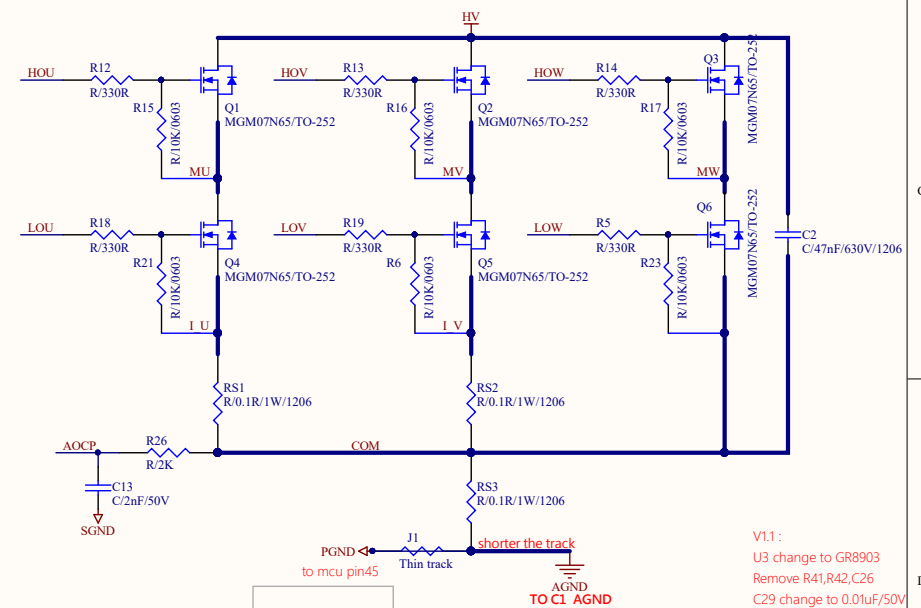 HV
HOU
R12
R/330R
R15
R/10K/0603
Q1
MGM07N65/TO-252
MU
HOV
R13
R/330R
R16
R/10K/0603
Q2
MGM07N65/TO-252
MV
HOW
R14
R/330R
R17
R/10K/0603
Q3
MGM07N65/TO-252
MW
LOU
R18
R/330R
R21
R/10K/0603
Q4
MGM07N65/TO-252
I_U
LOV
R19
R/330R
R6
R/10K/0603
Q5
MGM07N65/TO-252
I_V
LOW
R5
R/330R
R23
R/10K/0603
Q6
MGM07N65/TO-252
C2
C/47nF/630V/1206
RS1
R/0.1R/1W/1206
RS2
R/0.1R/1W/1206
AOCP
R26
R/2K
COM
C13
C/2nF/50V
SGND
RS3
R/0.1R/1W/1206
J1
PGND
Thin track
to mcu pin45
shorter the track
AGND
TO C1 AGND
V1.1 :
U3 change to GR8903
Remove R41,R42,C26
C29 change to 0.01uF/50V